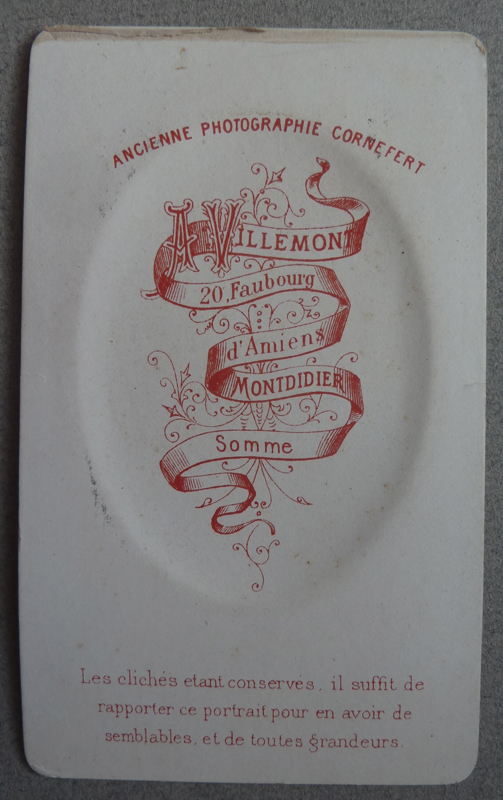 ANCIENNE PHOTOGRAPHIE CORNEFERT
A. VILLEMONT
20, Faubourg
d'Amiens
MONTDIDIER
Somme
Les clichés etant conservés, il suffit de
rapporter ce portrait pour en avoir de
semblables, et de toutes grandeurs.